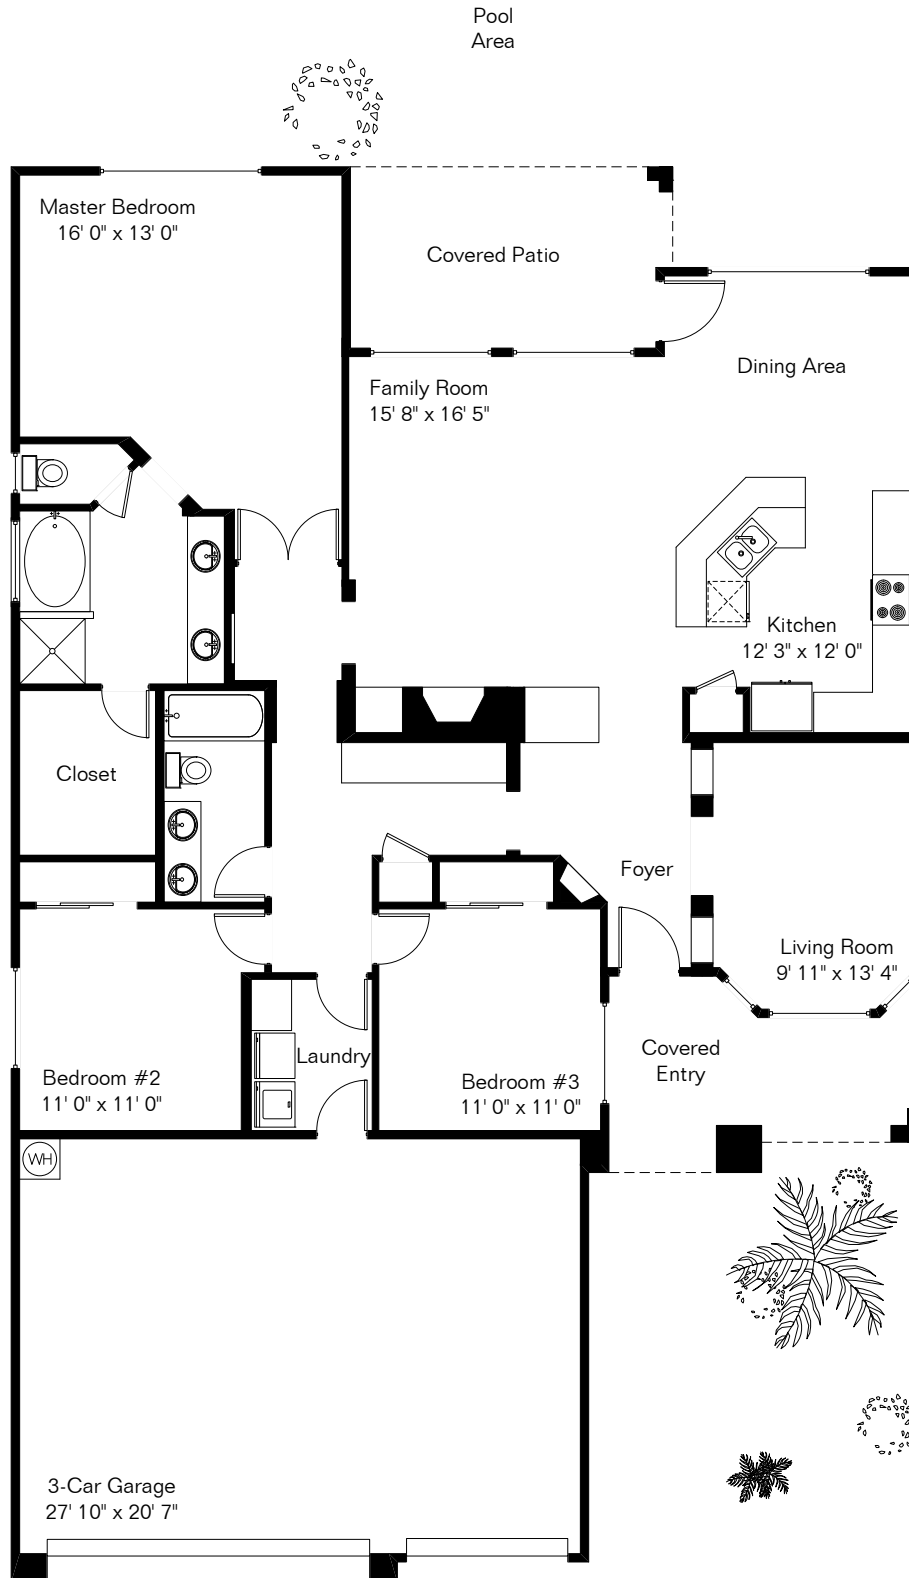 Pool
Area
Master Bedroom
16' 0" x 13' 0"
Covered Patio
Dining Area
Family Room
15' 8" x 16' 5"
Kitchen
12' 3" x 12' 0"
Closet
Foyer
Living Room
9' 11" x 13' 4"
Laundry
Covered
Entry
Bedroom #2
11' 0" x 11' 0"
Bedroom #3
11' 0" x 11' 0"
WH
3-Car Garage
27' 10" x 20' 7"